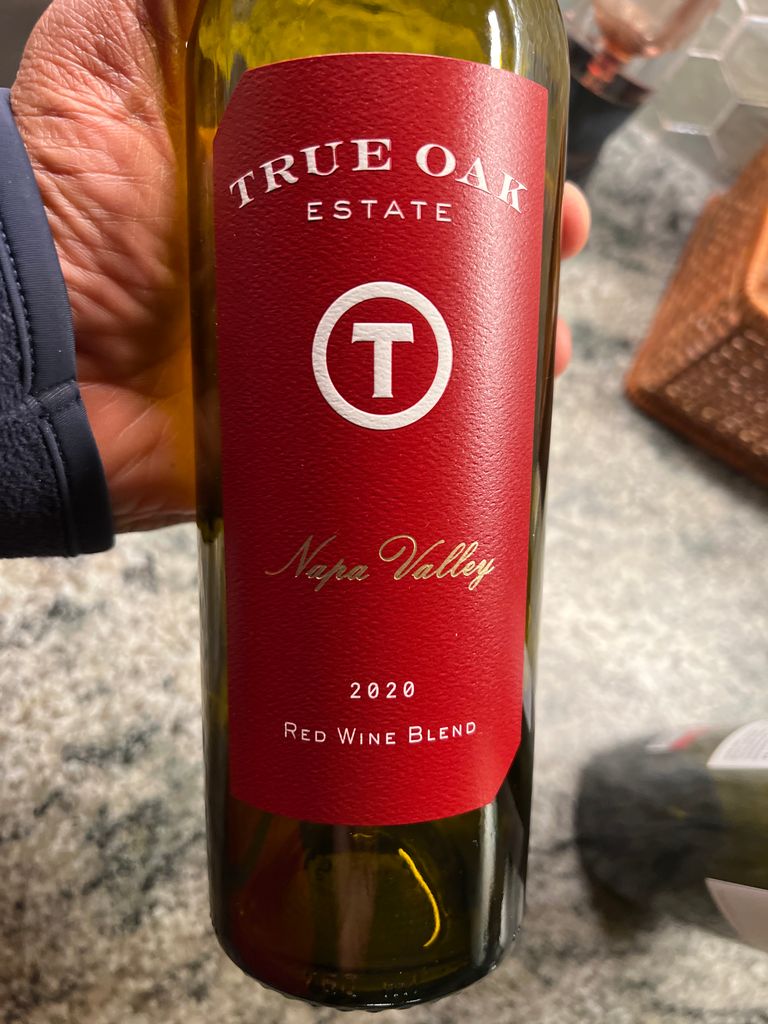 TRUE OAK
ESTATE
T
Napa Valley
2020
RED WINE BLEND